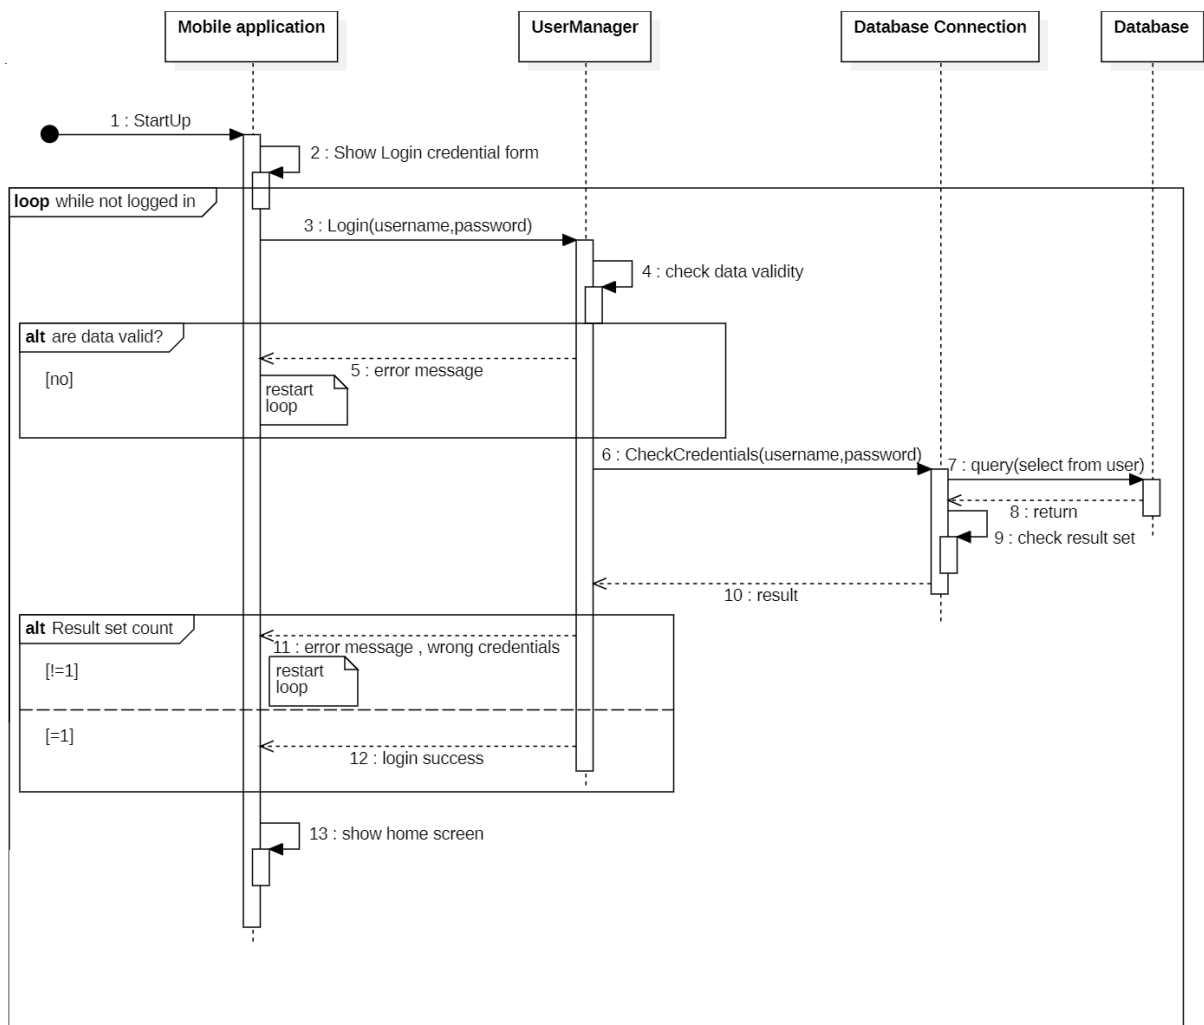 Mobile application
UserManager
Database Connection
Database
1 : StartUp
2 : Show Login credential form
loop while not logged in
3 : Login(username,password)
4 : check data validity
alt are data valid?
5 : error message
[no]
restart
loop
6 : CheckCredentials(username,password)
7 : query(select from user)
8 : return
9 : check result set
10 : result
alt Result set count
11 : error message , wrong credentials
[!=1]
restart
loop
[=1]
12 : login success
13 : show home screen